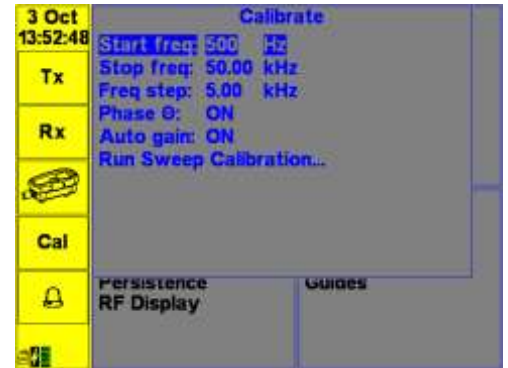 3 Oct
13:52:48
Tx
Rx
Cal
Calibrate
Start freq: 500 Hz
Stop freq: 50.00 kHz
Freq step: 5.00 kHz
Phase Θ: ON
Auto gain: ON
Run Sweep Calibration...
Persistence
RF Display
Guides